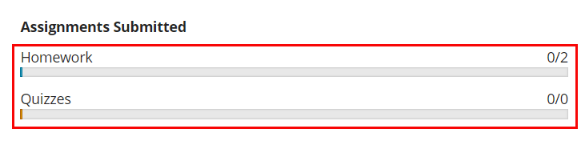 Assignments Submitted
Homework 0/2
Quizzes 0/0